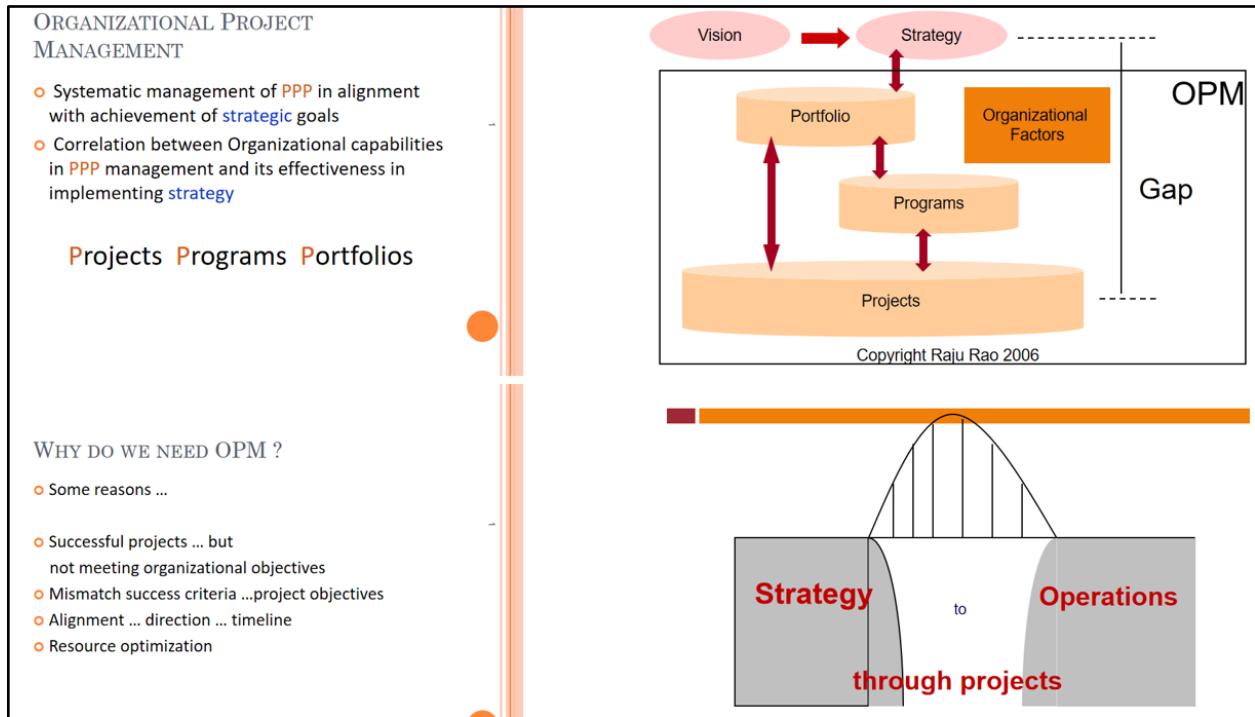 ORGANIZATIONAL PROJECT
MANAGEMENT
Systematic management of PPP in alignment
with achievement of strategic goals
Correlation between Organizational capabilities
in PPP management and its effectiveness in
implementing strategy
Projects Programs Portfolios
1
Vision
Strategy
OPM
Portfolio
Organizational
Factors
Gap
Programs
Projects
Copyright Raju Rao 2006
WHY DO WE NEED OPM ?
Some reasons ...
Successful projects ... but
not meeting organizational objectives
Mismatch success criteria ...project objectives
Alignment ... direction ... timeline
Resource optimization
1
Strategy
to
Operations
through projects